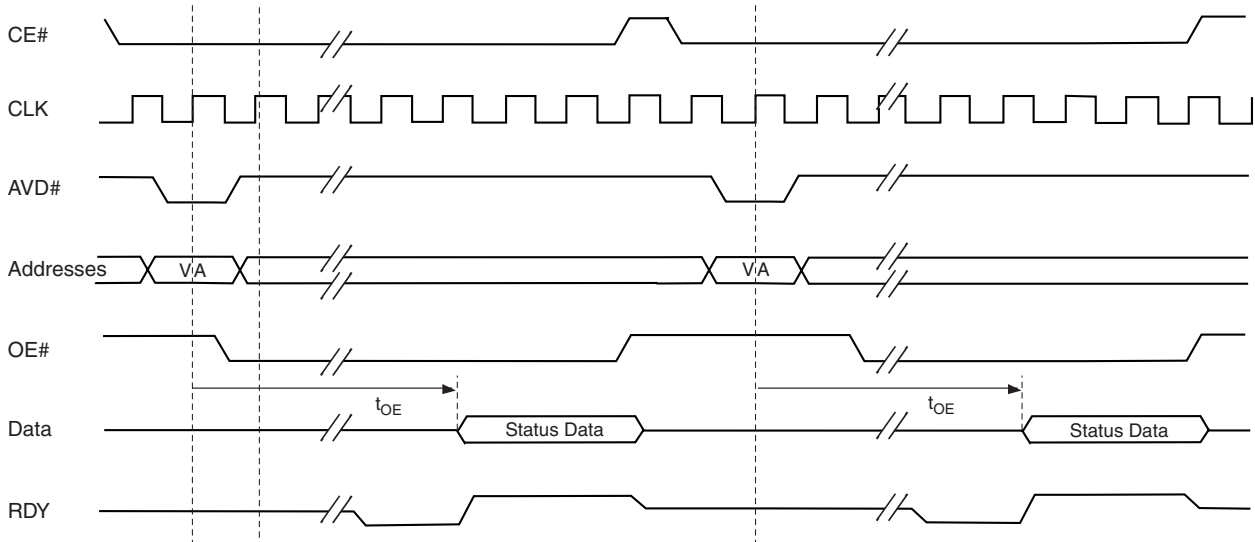 CE#
CLK
AVD#
Addresses VA VA
OE#
tOE tOE
Data Status Data Status Data
RDY